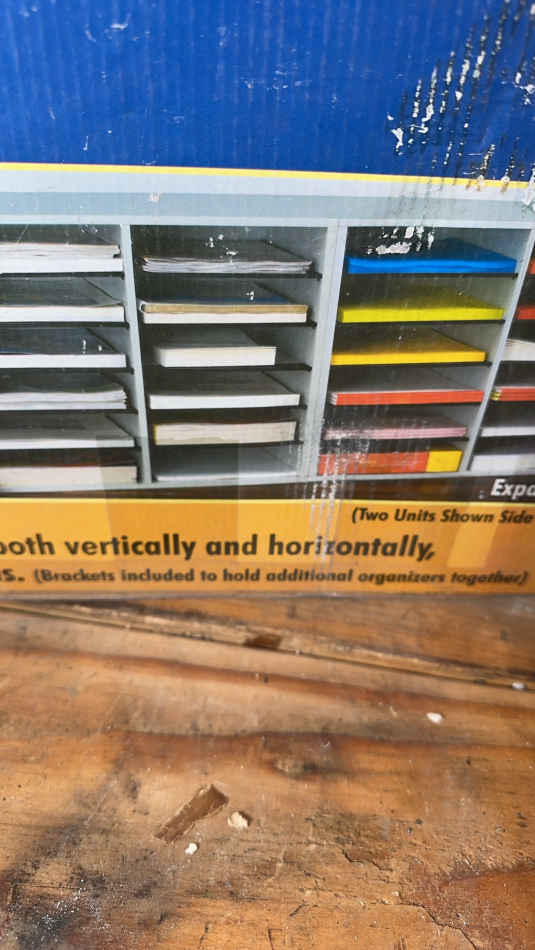 Expa
(Two Units Shown Side
both vertically and horizontally,
s. (Brackets included to hold additional organizers together)